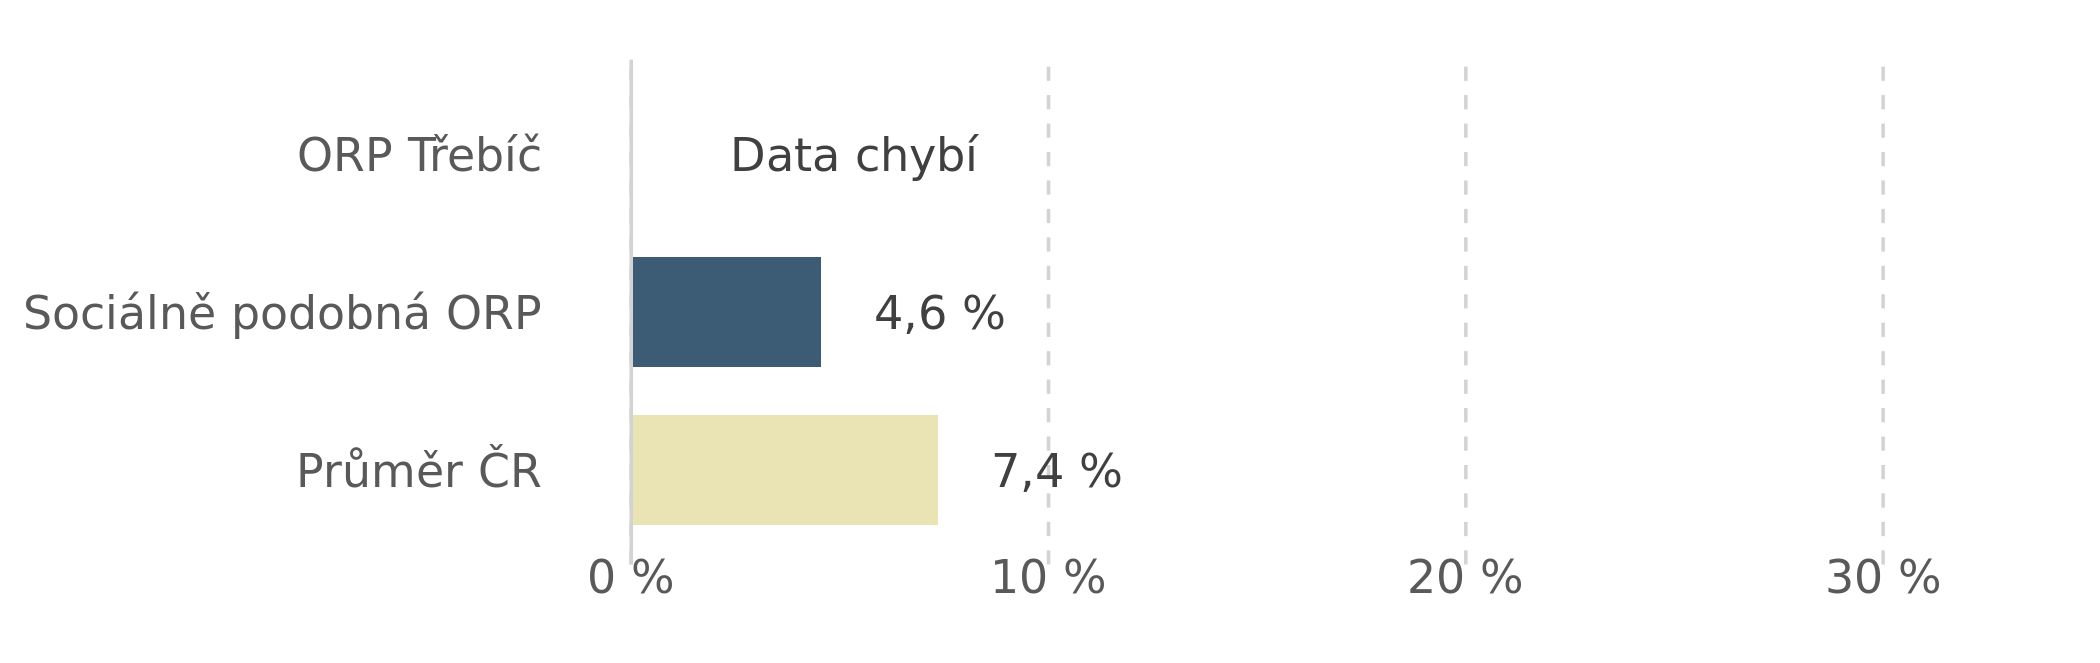 ORP Třebíč
Data chybí
Sociálně podobná ORP
4,6 %
Průměr ČR
7,4 %
0 %
10 %
20 %
30 %